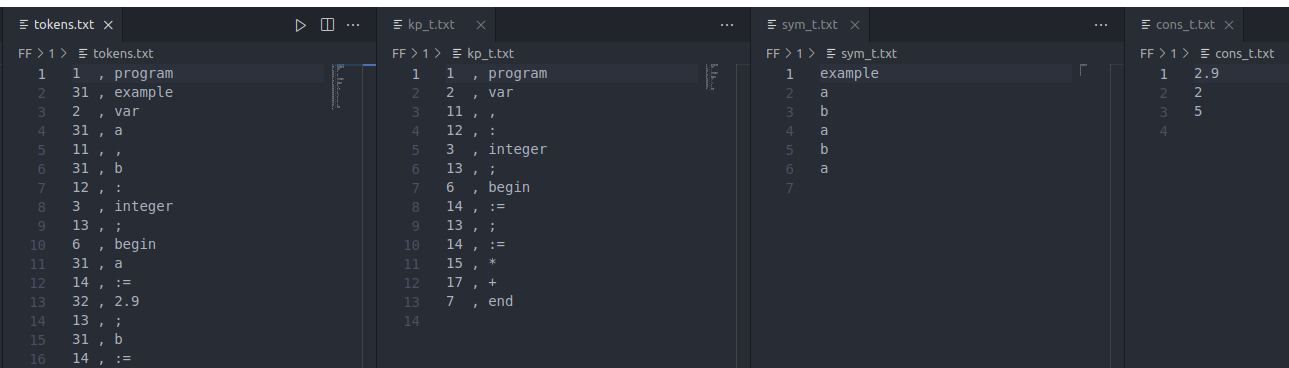 tokens.txt
FF > 1 > tokens.txt
1 1 , program
2 31 , example
3 2 , var
4 31 , a
5 11 , ,
6 31 , b
7 12 , :
8 3 , integer
9 13 , ;
10 6 , begin
11 31 , a
12 14 , :=
13 32 , 2.9
14 13 , ;
15 31 , b
16 14 , :=
kp_t.txt
FF > 1 > kp_t.txt
1 1 , program
2 2 , var
3 11 , ,
4 12 , :
5 3 , integer
6 13 , ;
7 6 , begin
8 14 , :=
9 13 , ;
10 14 , :=
11 15 , *
12 17 , +
13 7 , end
14
sym_t.txt
FF > 1 > sym_t.txt
1 example
2 a
3 b
4 a
5 b
6 a
7
cons_t.txt
FF > 1 > cons_t.txt
1 2.9
2 2
3 5
4